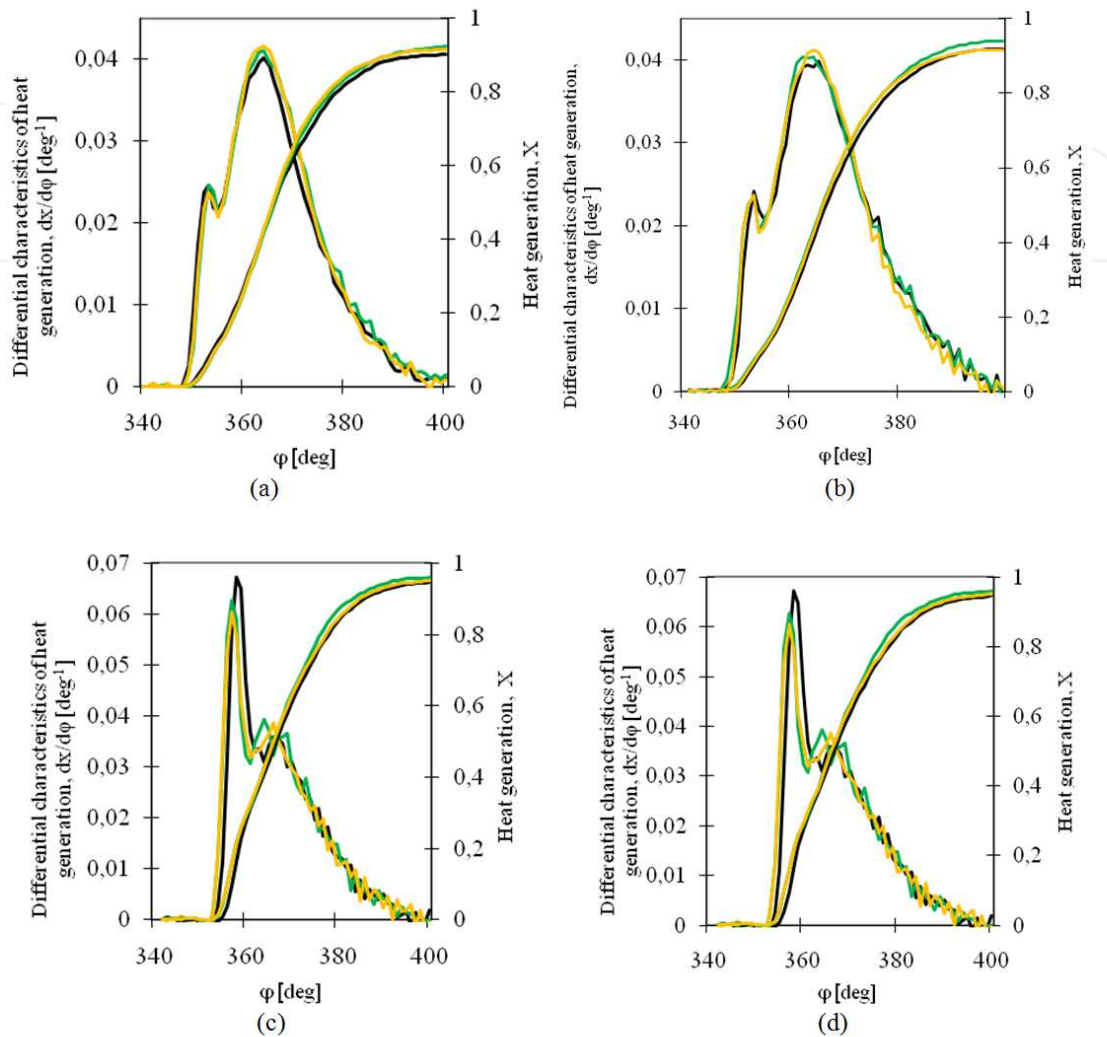 Differential characteristics of heat
generation, dx/dφ [deg⁻¹]
0.04
0.03
0.02
0.01
0
1
0,8
0,6
0,4
0,2
0
Heat generation, X
340 360 380 400
φ [deg]
(a)
Differential characteristics of heat generation,
dx/dφ [deg⁻¹]
0.04
0.03
0.02
0.01
0
1
0,8
0,6
0,4
0,2
0
Heat generation, X
340 360 380
φ [deg]
(b)
Differential characteristics of heat
generation, dx/dφ [deg⁻¹]
0,07
0,06
0.05
0.04
0.03
0.02
0.01
0
1
0,8
0,6
0,4
0,2
0
Heat generation, X
340 360 380 400
φ [deg]
(c)
Differential characteristics of heat
generation, dx/dφ [deg⁻¹]
0.07
0.06
0.05
0.04
0.03
0.02
0.01
0
1
0,8
0,6
0,4
0,2
0
Heat generation, X
340 360 380 400
φ [deg]
(d)